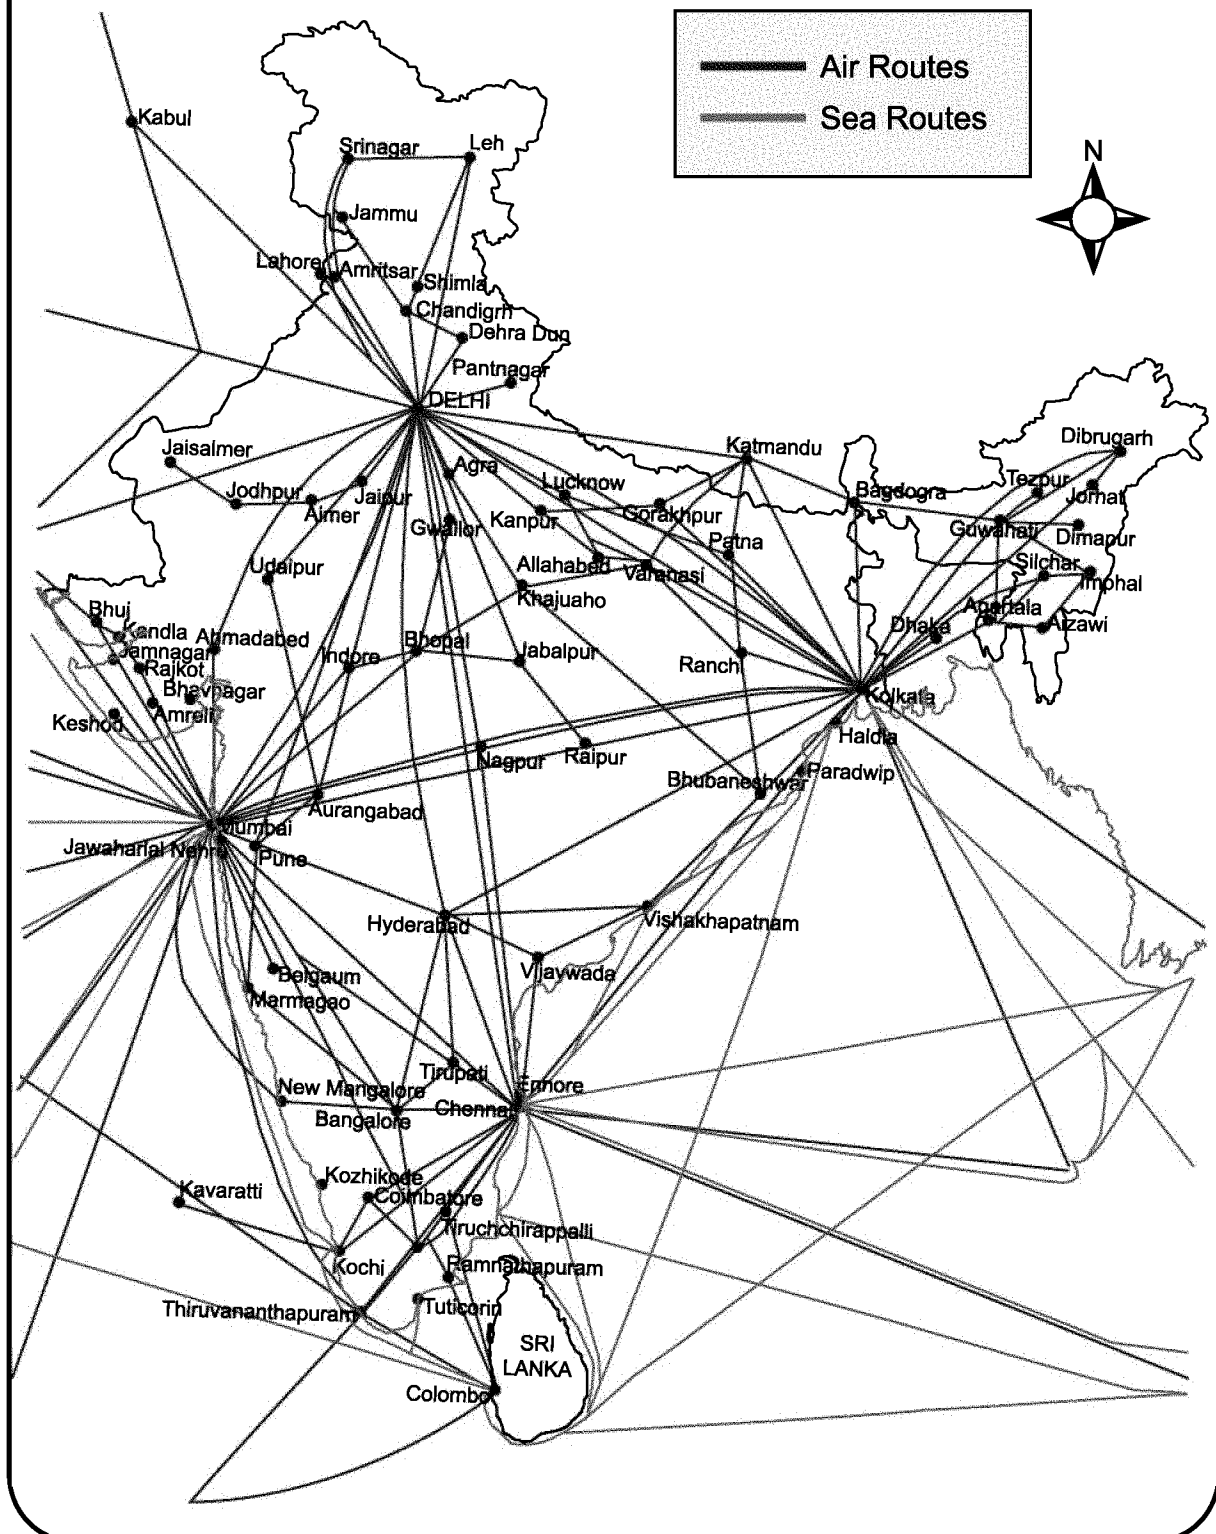 Air Routes
Sea Routes
N
Kabul
Srinagar
Leh
Jammu
Lahore
Amritsar
Shimla
Chandigrh
Dehra Dun
Pantnagar
DELHI
Jaisalmer
Jodhpur
Ajmer
Jaipur
Agra
Gwalior
Lucknow
Kanpur
Gorakhpur
Katmandu
Bagdogra
Dibrugarh
Tezpur
Jorhat
Guwahati
Dimapur
Silchar
Imphal
Agartala
Aizawi
Dhaka
Patna
Allahabed
Varanasi
Khajuaho
Udaipur
Bhuj
Kandla
Jamnagar
Rajkot
Ahmadabed
Bhavnagar
Amreli
Keshod
Indore
Bhopal
Jabalpur
Ranchi
Kolkata
Haldia
Paradwip
Bhubaneshwar
Nagpur
Raipur
Aurangabad
Mumbai
Jawaharlal Nehru
Pune
Hyderabad
Vishakhapatnam
Vijaywada
Belgaum
Marmagao
Tirupati
Ennore
New Mangalore
Chennai
Bangalore
Kozhikode
Kavaratti
Coimbatore
Tiruchchirappalli
Kochi
Ramnathapuram
Thiruvananthapuram
Tuticorin
SRI
LANKA
Colombo